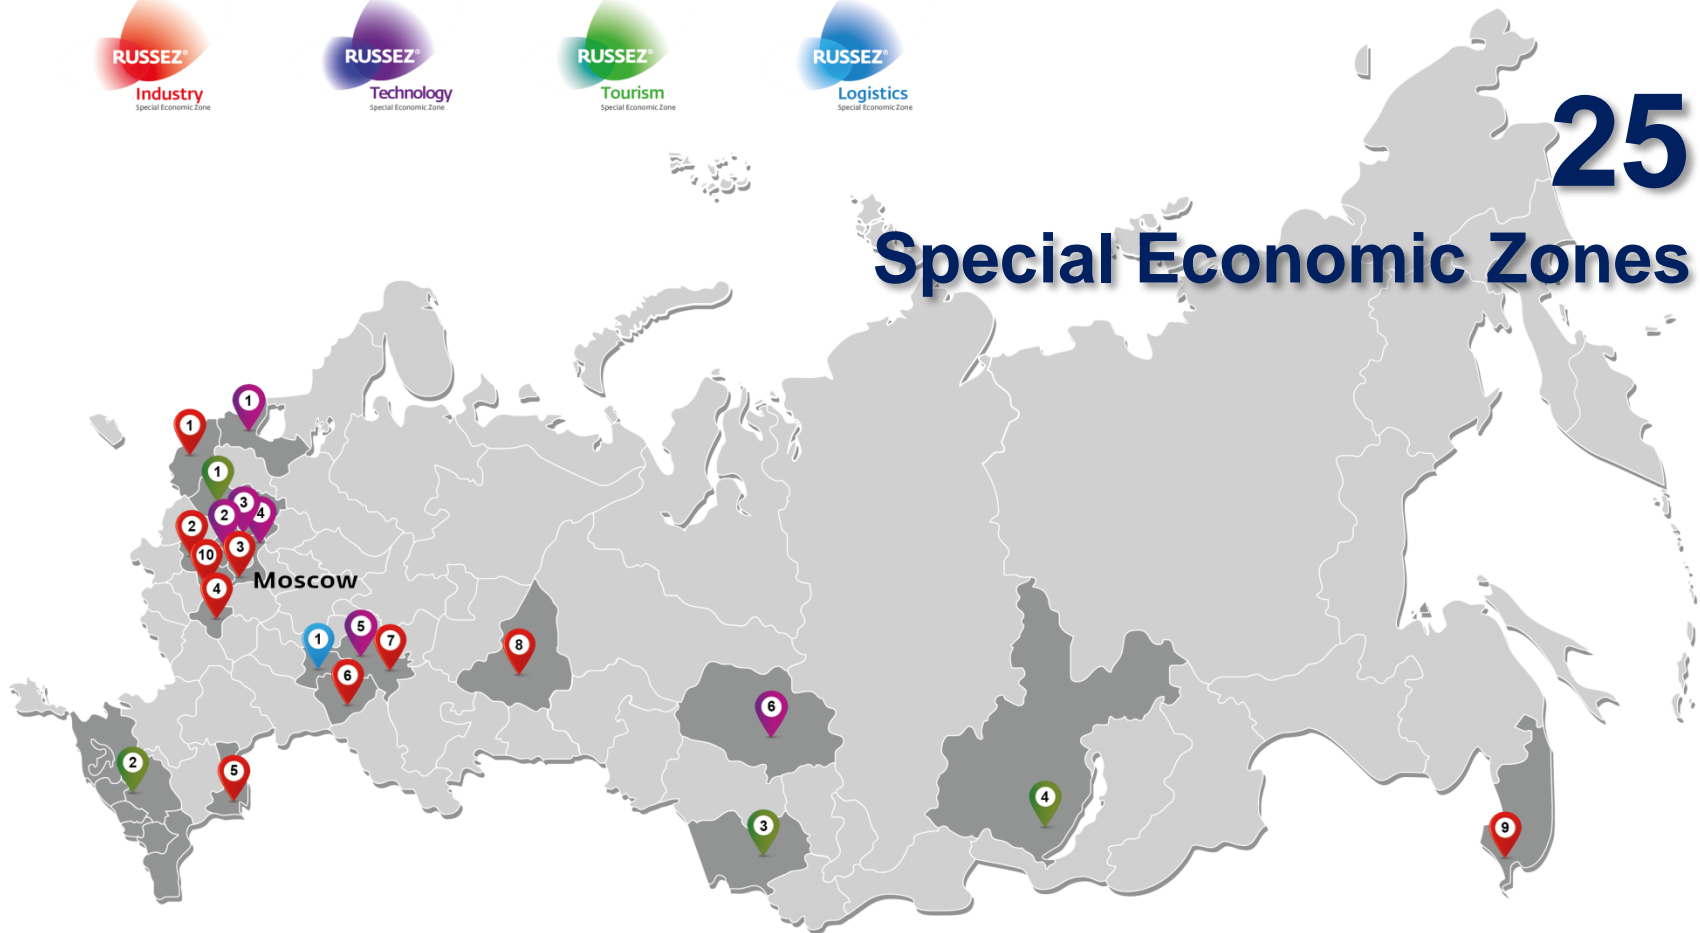 RUSSEZ®
Industry
Special Economic Zone
RUSSEZ®
Technology
Special Economic Zone
RUSSEZ®
Tourism
Special Economic Zone
RUSSEZ®
Logistics
Special Economic Zone
25
Special Economic Zones
1
1
1
3
4
2
2
10
3
Moscow
4
1
5
7
6
8
6
2
5
3
4
9